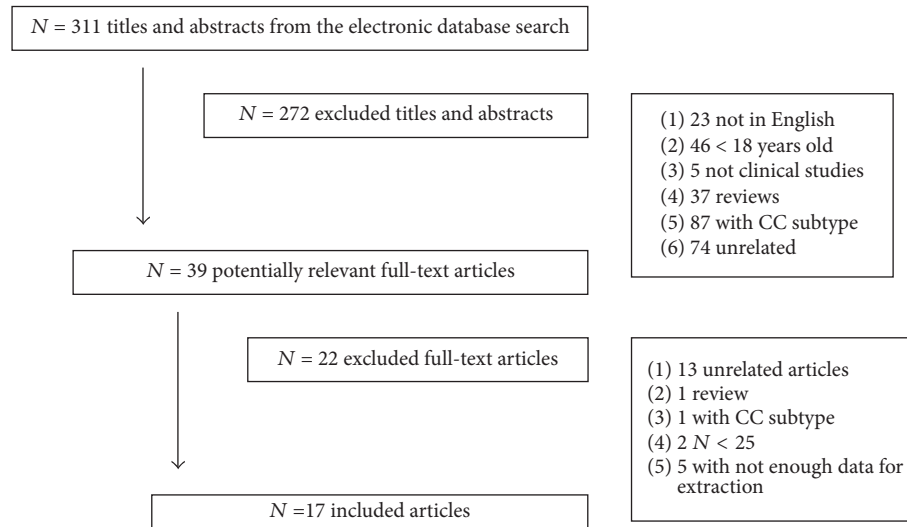 N = 311 titles and abstracts from the electronic database search
N = 272 excluded titles and abstracts
(1) 23 not in English
(2) 46 < 18 years old
(3) 5 not clinical studies
(4) 37 reviews
(5) 87 with CC subtype
(6) 74 unrelated
N = 39 potentially relevant full-text articles
N = 22 excluded full-text articles
(1) 13 unrelated articles
(2) 1 review
(3) 1 with CC subtype
(4) 2 N < 25
(5) 5 with not enough data for
extraction
N =17 included articles